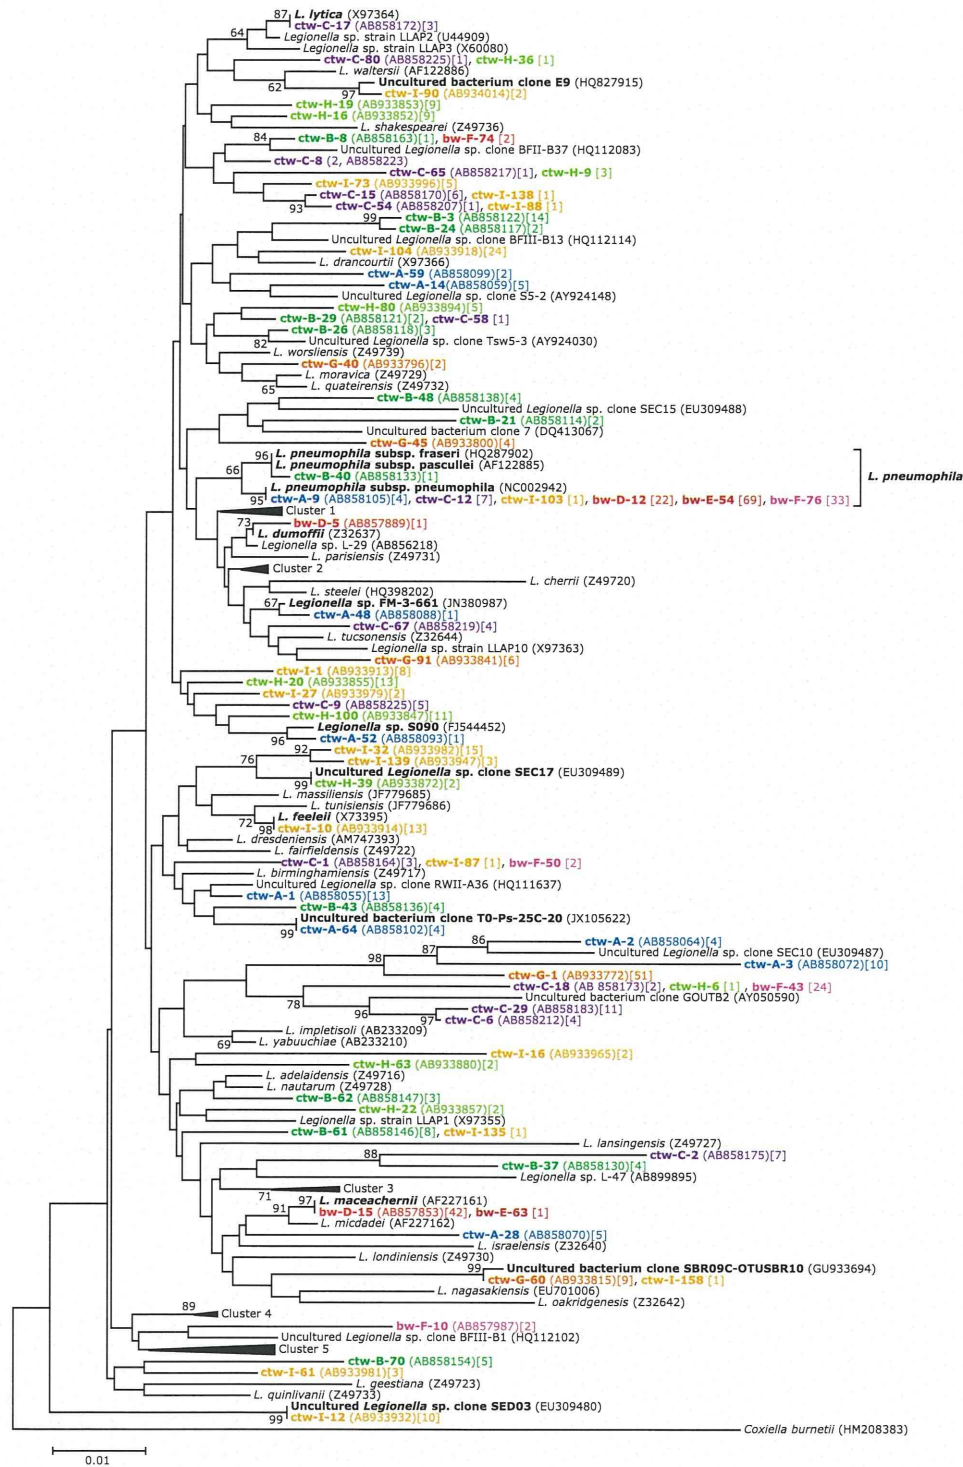 87 L. lytica (X97364)
ctw-C-17 (AB858172)[3]
64 Legionella sp. strain LLAP2 (U44909)
Legionella sp. strain LLAP3 (X60080)
ctw-C-80 (AB858225)[1], ctw-H-36 [1]
L. waltersii (AF122886)
62 Uncultured bacterium clone E9 (HQ827915)
97 ctw-I-90 (AB934014)[2]
ctw-H-19 (AB933853)[9]
ctw-H-16 (AB933852)[9]
L. shakespearei (Z49736)
84 ctw-B-8 (AB858163)[1], bw-F-74 [2]
Uncultured Legionella sp. clone BFII-B37 (HQ112083)
ctw-C-8 (2, AB858223)
ctw-C-65 (AB858217)[1], ctw-H-9 [3]
ctw-I-73 (AB933996)[5]
ctw-C-15 (AB858170)[6], ctw-I-138 [1]
93 ctw-C-54 (AB858207)[1], ctw-I-88 [1]
99 ctw-B-3 (AB858122)[14]
ctw-B-24 (AB858117)[2]
Uncultured Legionella sp. clone BFIII-B13 (HQ112114)
ctw-I-104 (AB933918)[24]
L. drancourtii (X97366)
ctw-A-59 (AB858099)[2]
ctw-A-14(AB858059)[5]
Uncultured Legionella sp. clone S5-2 (AY924148)
ctw-H-80 (AB933894)[5]
ctw-B-29 (AB858121)[2], ctw-C-58 [1]
ctw-B-26 (AB858118)[3]
82 Uncultured Legionella sp. clone Tsw5-3 (AY924030)
L. worsliensis (Z49739)
ctw-G-40 (AB933796)[2]
L. moravica (Z49729)
65 L. quateirensis (Z49732)
ctw-B-48 (AB858138)[4]
Uncultured Legionella sp. clone SEC15 (EU309488)
ctw-B-21 (AB858114)[2]
Uncultured bacterium clone 7 (DQ413067)
ctw-G-45 (AB933800)[4]
96 L. pneumophila subsp. fraseri (HQ287902)
66 L. pneumophila subsp. pascullei (AF122885)
ctw-B-40 (AB858133)[1]
L. pneumophila
L. pneumophila subsp. pneumophila (NC002942)
95 ctw-A-9 (AB858105)[4], ctw-C-12 [7], ctw-I-103 [1], bw-D-12 [22], bw-E-54 [69], bw-F-76 [33]
Cluster 1
73 bw-D-5 (AB857889)[1]
L. dumoffii (Z32637)
Legionella sp. L-29 (AB856218)
L. parisiensis (Z49731)
Cluster 2
L. cherrii (Z49720)
L. steelei (HQ398202)
67 Legionella sp. FM-3-661 (JN380987)
ctw-A-48 (AB858088)[1]
ctw-C-67 (AB858219)[4]
L. tucsonensis (Z32644)
Legionella sp. strain LLAP10 (X97363)
ctw-G-91 (AB933841)[6]
ctw-I-1 (AB933913)[8]
ctw-H-20 (AB933855)[13]
ctw-I-27 (AB933979)[2]
ctw-C-9 (AB858225)[5]
ctw-H-100 (AB933847)[11]
Legionella sp. S090 (FJ544452)
96 ctw-A-52 (AB858093)[1]
92 ctw-I-32 (AB933982)[15]
76 ctw-I-139 (AB933947)[3]
Uncultured Legionella sp. clone SEC17 (EU309489)
99 ctw-H-39 (AB933872)[2]
L. massiliensis (JF779685)
L. tunisiensis (JF779686)
72 L. feeleii (X73395)
98 ctw-I-10 (AB933914)[13]
L. dresdeniensis (AM747393)
L. fairfieldensis (Z49722)
ctw-C-1 (AB858164)[3], ctw-I-87 [1], bw-F-50 [2]
L. birminghamiensis (Z49717)
Uncultured Legionella sp. clone RWII-A36 (HQ111637)
ctw-A-1 (AB858055)[13]
ctw-B-43 (AB858136)[4]
Uncultured bacterium clone T0-Ps-25C-20 (JX105622)
99 ctw-A-64 (AB858102)[4]
86 ctw-A-2 (AB858064)[4]
87 Uncultured Legionella sp. clone SEC10 (EU309487)
98 ctw-A-3 (AB858072)[10]
ctw-G-1 (AB933772)[51]
ctw-C-18 (AB 858173)[2], ctw-H-6 [1] , bw-F-43 [24]
78 Uncultured bacterium clone GOUTB2 (AY050590)
96 ctw-C-29 (AB858183)[11]
97 ctw-C-6 (AB858212)[4]
L. impletisoli (AB233209)
69 L. yabuuchiae (AB233210)
ctw-I-16 (AB933965)[2]
ctw-H-63 (AB933880)[2]
L. adelaidensis (Z49716)
L. nautarum (Z49728)
ctw-B-62 (AB858147)[3]
ctw-H-22 (AB933857)[2]
Legionella sp. strain LLAP1 (X97355)
ctw-B-61 (AB858146)[8], ctw-I-135 [1]
L. lansingensis (Z49727)
88 ctw-C-2 (AB858175)[7]
ctw-B-37 (AB858130)[4]
Legionella sp. L-47 (AB899895)
71 Cluster 3
97 L. maceachernii (AF227161)
91 bw-D-15 (AB857853)[42], bw-E-63 [1]
L. micdadei (AF227162)
ctw-A-28 (AB858070)[5]
L. israelensis (Z32640)
L. londiniensis (Z49730)
99 Uncultured bacterium clone SBR09C-OTUSBR10 (GU933694)
ctw-G-60 (AB933815)[9], ctw-I-158 [1]
L. nagasakiensis (EU701006)
L. oakridgenesis (Z32642)
89 Cluster 4
bw-F-10 (AB857987)[2]
Uncultured Legionella sp. clone BFIII-B1 (HQ112102)
Cluster 5
ctw-B-70 (AB858154)[5]
ctw-I-61 (AB933981)[3]
L. geestiana (Z49723)
L. quinlivanii (Z49733)
Uncultured Legionella sp. clone SED03 (EU309480)
99 ctw-I-12 (AB933932)[10]
Coxiella burnetii (HM208383)
0.01